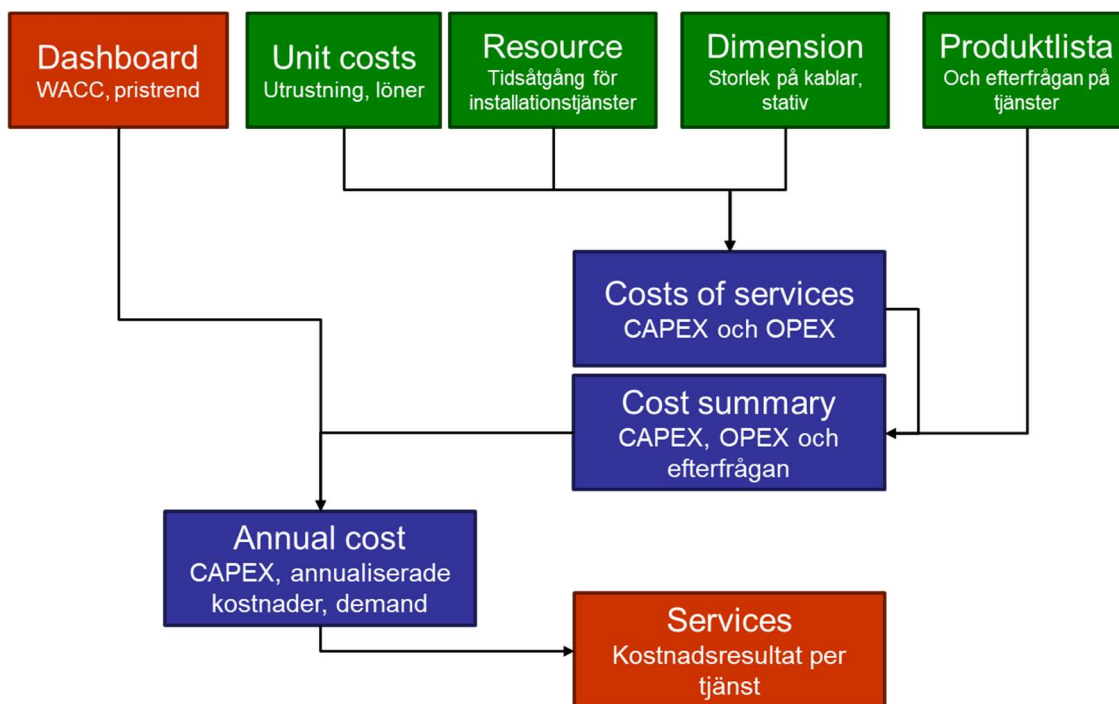 Dashboard
WACC, pristrend
Unit costs
Utrustning, löner
Resource
Tidsåtgång för
installationstjänster
Dimension
Storlek på kablar,
stativ
Produktlista
Och efterfrågan på
tjänster
Costs of services
CAPEX och OPEX
Cost summary
CAPEX, OPEX och
efterfrågan
Annual cost
CAPEX, annualiserade
kostnader, demand
Services
Kostnadsresultat per
tjänst